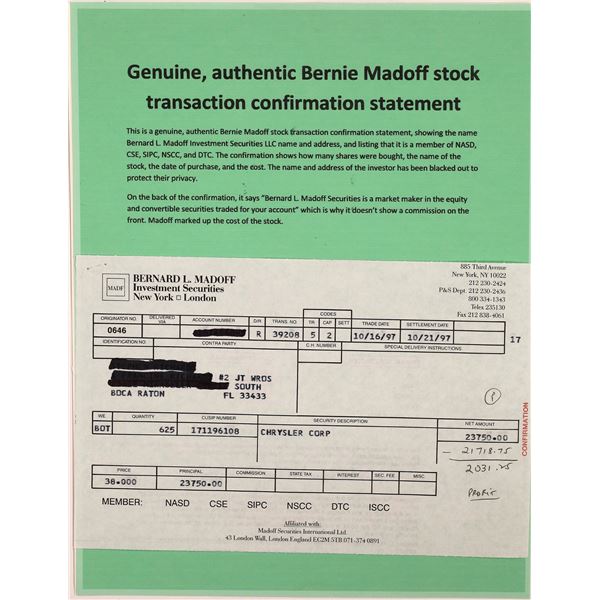 Genuine, authentic Bernie Madoff stock
transaction confirmation statement
This is a genuine, authentic Bernie Madoff stock transaction confirmation statement, showing the name
Bernard L. Madoff Investment Securities LLC name and address, and listing that it is a member of NASD,
CSE, SIPC, NSCC, and DTC. The confirmation shows how many shares were bought, the name of the
stock, the date of purchase, and the cost. The name and address of the investor has been blacked out to
protect their privacy.
On the back of the confirmation, it says "Bernard L. Madoff Securities is a market maker in the equity
and convertible securities traded for your account" which is why it doesn't show a commission on the
front. Madoff marked up the cost of the stock.
MADF
BERNARD L. MADOFF
Investment Securities
New York □ London
885 Third Avenue
New York, NY 10022
212 230-2424
P&S Dept. 212 230-2436
800 334-1343
Telex 235130
Fax 212 838-4061
CODES
ORIGINATOR NO. DELIVERED VIA ACCOUNT NUMBER D/R TRANS. NO. TR CAP SETT TRADE DATE SETTLEMENT DATE
0646 R 39208 5 2 10/16/97 10/21/97 17
IDENTIFICATION NO. CONTRA PARTY C.H. NUMBER SPECIAL DELIVERY INSTRUCTIONS
#2 JT WROS
SOUTH
BOCA RATON FL 33433
P
WE QUANTITY CUSIP NUMBER SECURITY DESCRIPTION NET AMOUNT
BOT 625 171196108 CHRYSLER CORP 23750.00
- 21718.75
2031.25
Profit
CONFIRMATION
PRICE PRINCIPAL COMMISSION STATE TAX INTEREST SEC. FEE MISC.
38.000 23750.00
MEMBER: NASD CSE SIPC NSCC DTC ISCC
Affiliated with:
Madoff Securities International Ltd.
43 London Wall, London England EC2M 5TB 071-374 0891